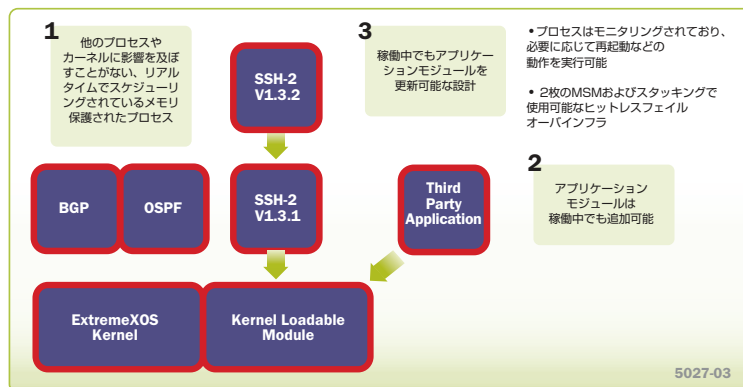 1
他のプロセスや
カーネルに影響を及ぼ
すことがない、リアル
タイムでスケジューリ
ングされているメモリ
保護されたプロセス
SSH-2
V1.3.2
3
稼働中でもアプリケー
ションモジュールを
更新可能な設計
•プロセスはモニタリングされており、
必要に応じて再起動などの
動作を実行可能
• 2枚のMSMおよびスタッキングで
使用可能なヒットレスフェイル
オーバインフラ
BGP
OSPF
SSH-2
V1.3.1
Third
Party
Application
2
アプリケーション
モジュールは
稼働中でも追加可能
ExtremeXOS
Kernel
Kernel Loadable
Module
5027-03